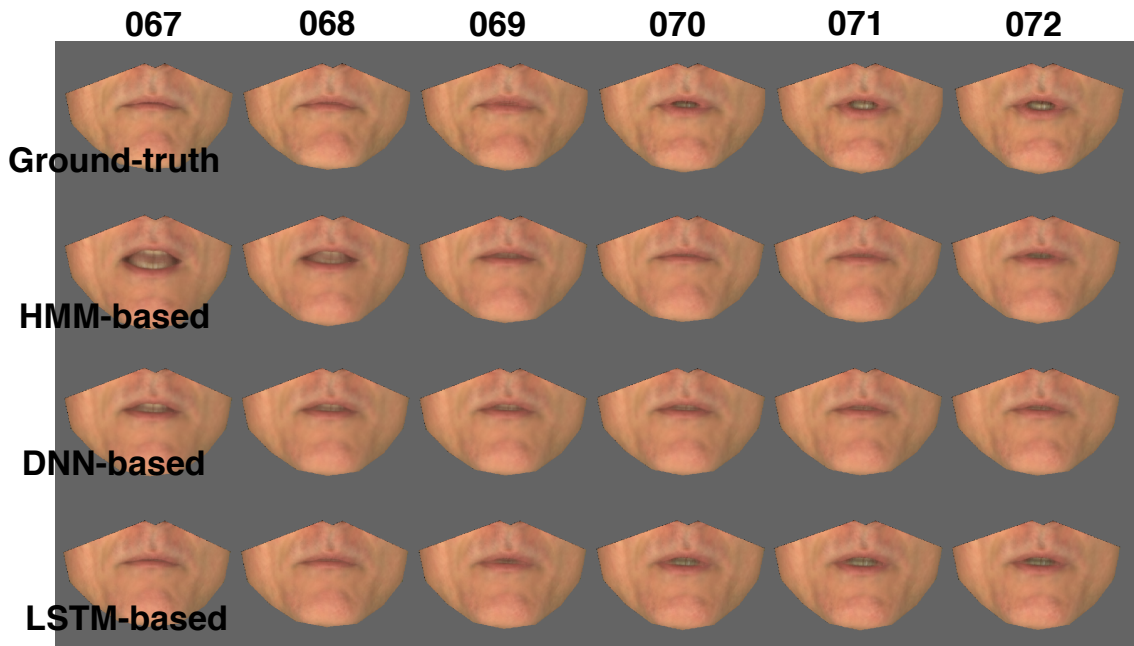 067 068 069 070 071 072
Ground-truth
HMM-based
DNN-based
LSTM-based